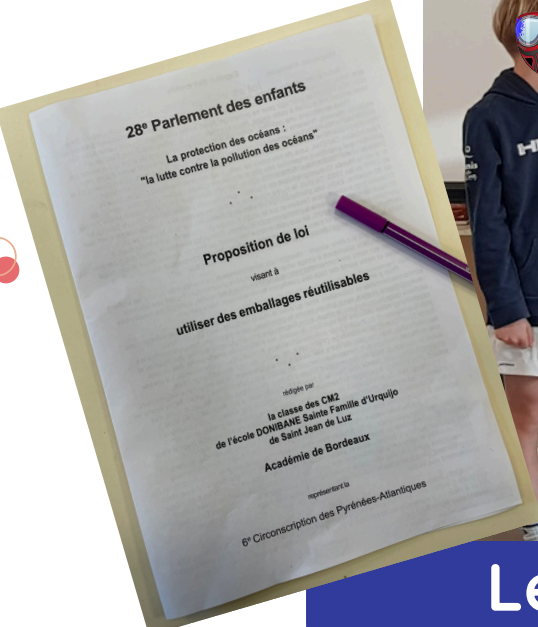 28e Parlement des enfants
La protection des océans :
"la lutte contre la pollution des océans"
Proposition de loi
visant à
utiliser des emballages réutilisables
rédigée par
la classe des CM2
de l'école DONIBANE Sainte Famille d'Urquijo
de Saint Jean de Luz
Académie de Bordeaux
représentant la
6e Circonscription des Pyrénées-Atlantiques
Le